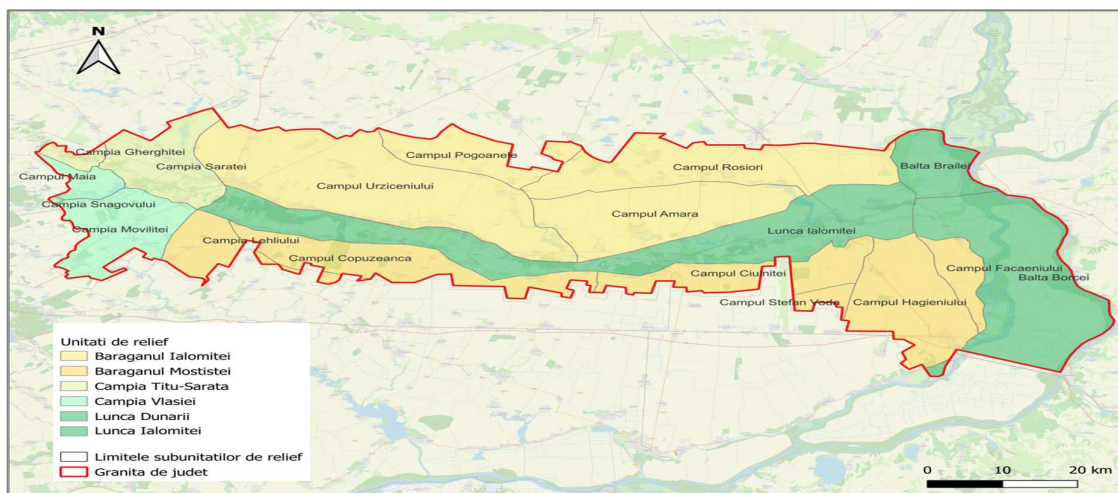 N
Campia Gherghitei
Campia Saratei
Campul Pogoanele
Campul Rosiori
Balta Brailei
Campul Maia
Campul Urziceniului
Campia Snagovului
Campul Amara
Campia Movilitei
Lunca Ialomitei
Campia Lehliului
Campul Copuzeanca
Campul Ciulnitei
Campul Facaeniului
Balta Borcei
Campul Stefan Voda
Campul Hagieniului
Unitati de relief
Baraganul Ialomitei
Baraganul Mostistei
Campia Titu-Sarata
Campia Vlasiei
Lunca Dunarii
Lunca Ialomitei
Limitele subunitatilor de relief
Granita de judet
0 10 20 km